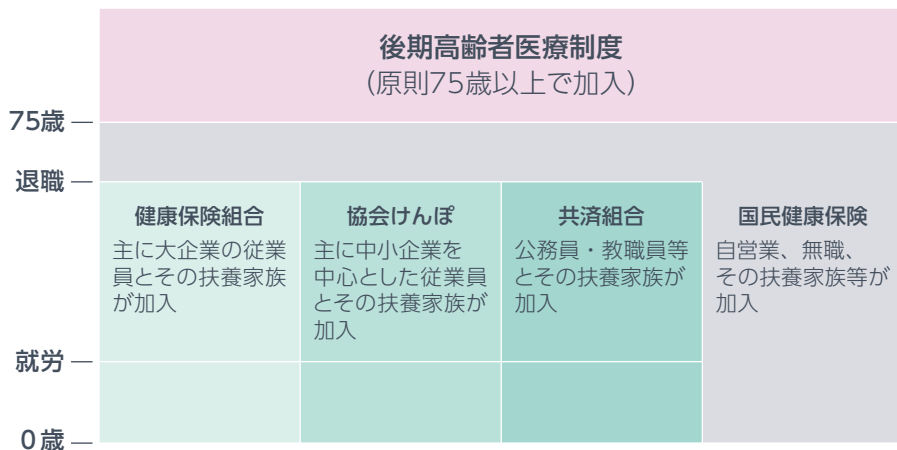 後期高齢者医療制度
(原則75歳以上で加入)
75歳
退職
健康保険組合
主に大企業の従業
員とその扶養家族
が加入
協会けんぽ
主に中小企業を
中心とした従業員
とその扶養家族が
加入
共済組合
公務員・教職員等
とその扶養家族が
加入
国民健康保険
自営業、無職、
その扶養家族等が
加入
就労
0歳